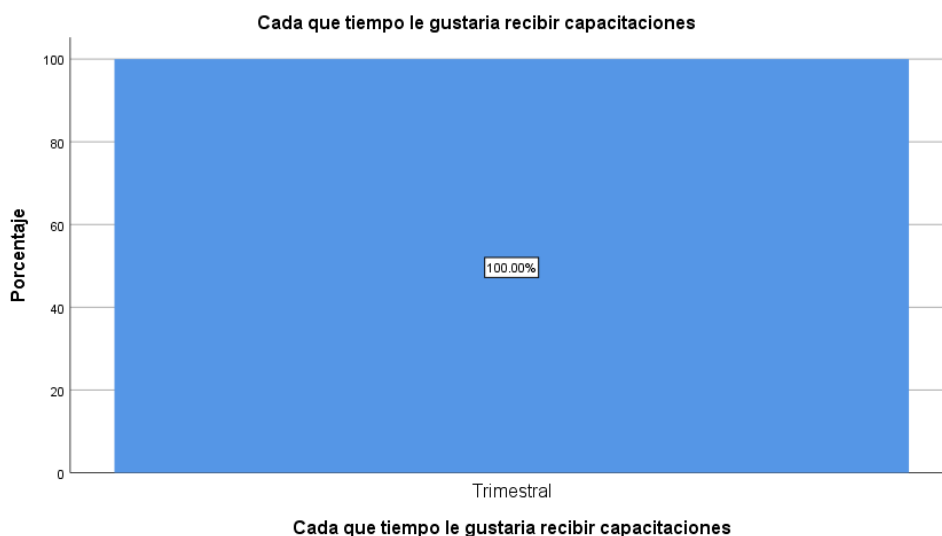 Cada que tiempo le gustaria recibir capacitaciones
Porcentaje
100
80
60
40
20
0
100.00%
Trimestral
Cada que tiempo le gustaria recibir capacitaciones